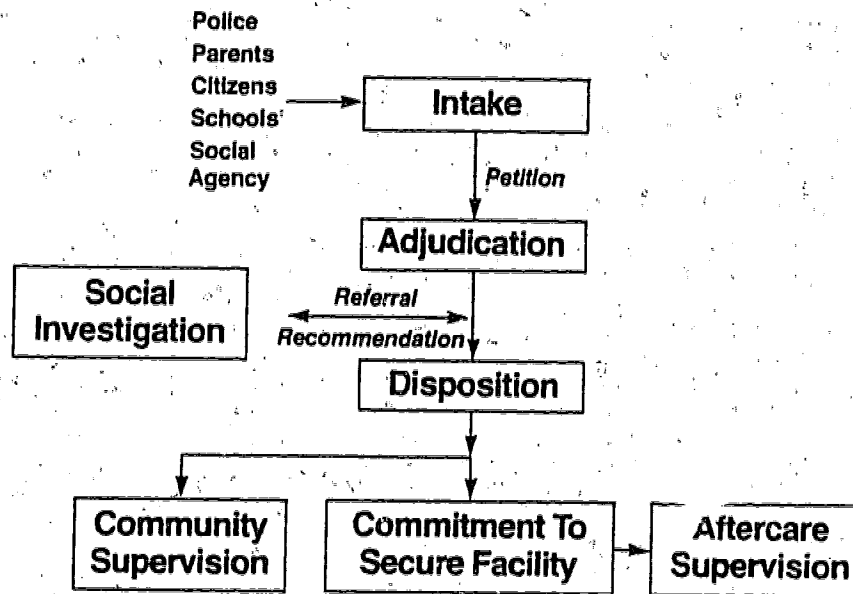 Police
Parents
Citizens
Schools
Social
Agency
Intake
Petition
Adjudication
Social
Investigation
Referral
Recommendation
Disposition
Community
Supervision
Commitment To
Secure Facility
Aftercare
Supervision